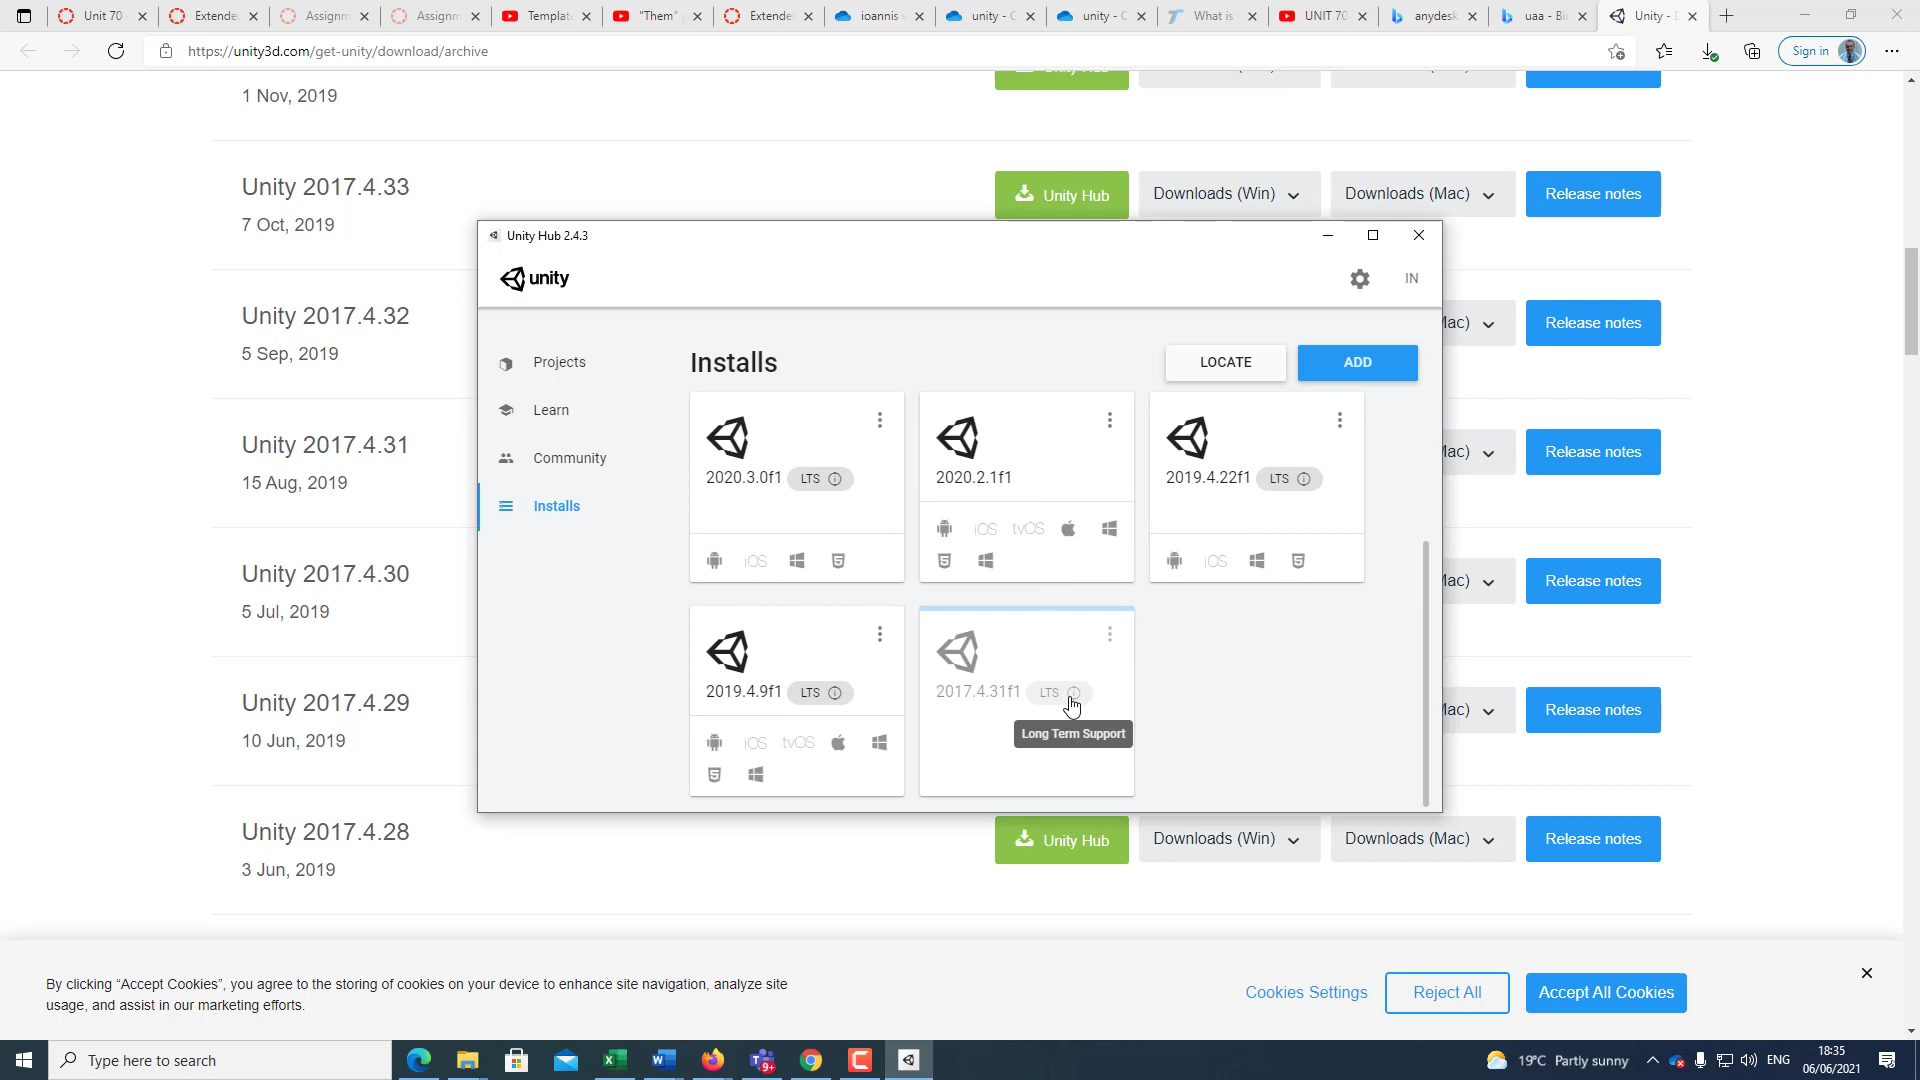 Unit 70
Extende
Assignm
Assignm
Templat
"Them"
Extende
ioannis
unity - C
unity - C
What is
UNIT 70
anydesk
uaa - Bi
Unity - D
https://unity3d.com/get-unity/download/archive
Sign in
1 Nov, 2019
Unity 2017.4.33
7 Oct, 2019
Unity Hub
Downloads (Win)
Downloads (Mac)
Release notes
Unity 2017.4.32
5 Sep, 2019
Release notes
Unity 2017.4.31
15 Aug, 2019
Release notes
Unity 2017.4.30
5 Jul, 2019
Release notes
Unity 2017.4.29
10 Jun, 2019
Release notes
Unity 2017.4.28
3 Jun, 2019
Unity Hub
Downloads (Win)
Downloads (Mac)
Release notes
Unity Hub 2.4.3
unity
IN
Projects
Learn
Community
Installs
Installs
LOCATE
ADD
2020.3.0f1 LTS
iOS
2020.2.1f1
iOS tvOS
2019.4.22f1 LTS
iOS
2019.4.9f1 LTS
iOS tvOS
2017.4.31f1 LTS
Long Term Support
By clicking “Accept Cookies”, you agree to the storing of cookies on your device to enhance site navigation, analyze site
usage, and assist in our marketing efforts.
Cookies Settings
Reject All
Accept All Cookies
Type here to search
9+
19°C Partly sunny
ENG
18:35
06/06/2021